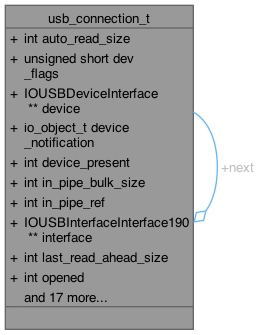 usb_connection_t
+ int auto_read_size
+ unsigned short dev
_flags
+ IOUSBDeviceInterface
** device
+ io_object_t device
_notification
+ int device_present
+ int in_pipe_bulk_size
+ int in_pipe_ref
+ IOUSBInterfaceInterface190
** interface
+ int last_read_ahead_size
+ int opened
and 17 more...
+next